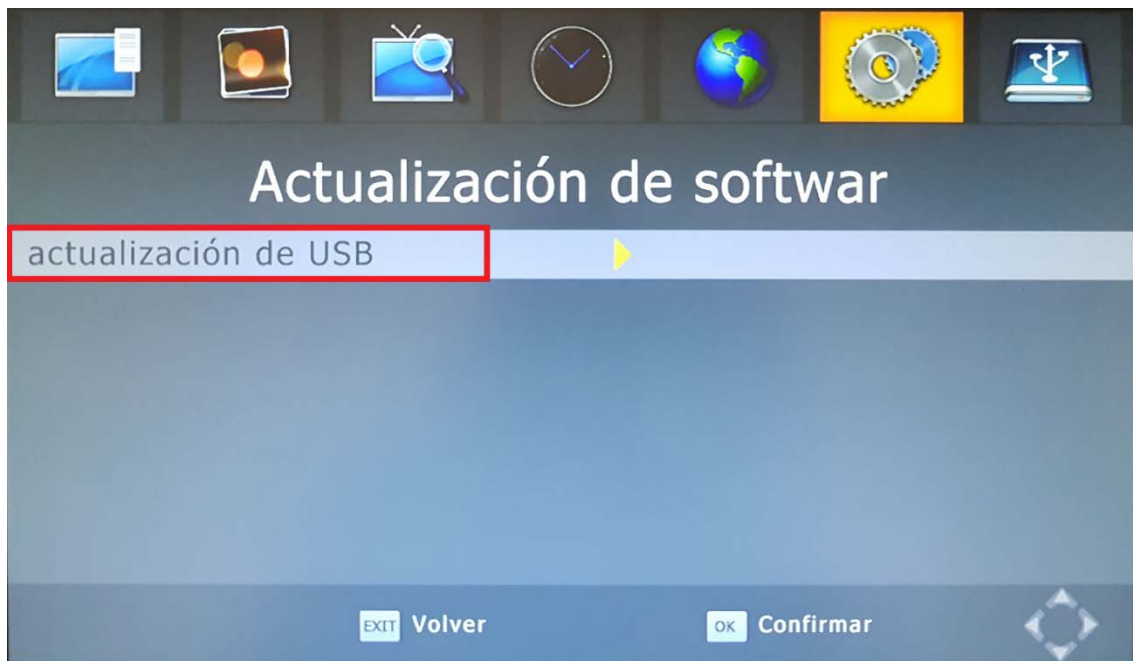 Actualización de softwar
actualización de USB
EXIT Volver OK Confirmar